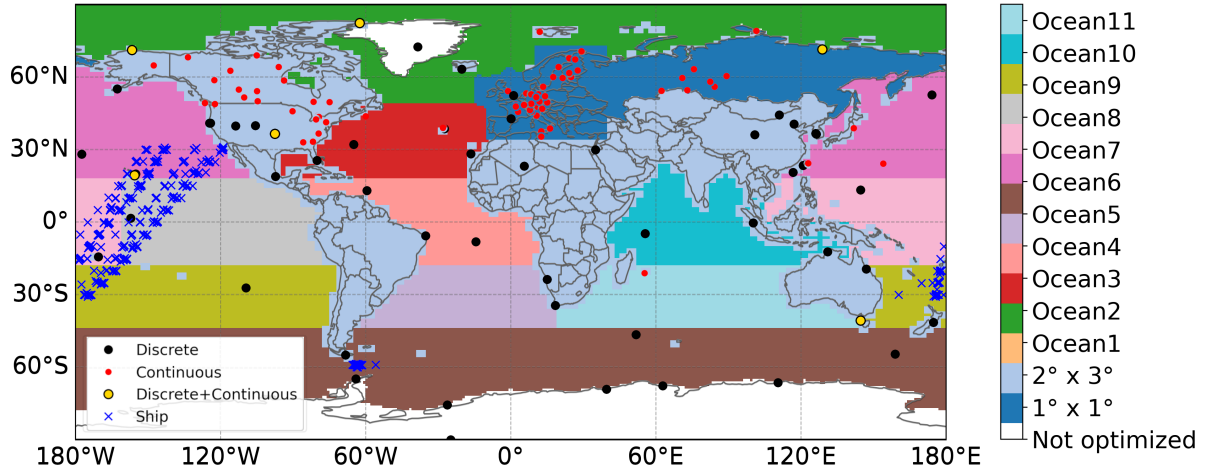 60°N
30°N
0°
30°S
60°S
180°W 120°W 60°W 0° 60°E 120°E 180°E
Discrete
Continuous
Discrete+Continuous
Ship
Ocean11
Ocean10
Ocean9
Ocean8
Ocean7
Ocean6
Ocean5
Ocean4
Ocean3
Ocean2
Ocean1
2° x 3°
1° x 1°
Not optimized